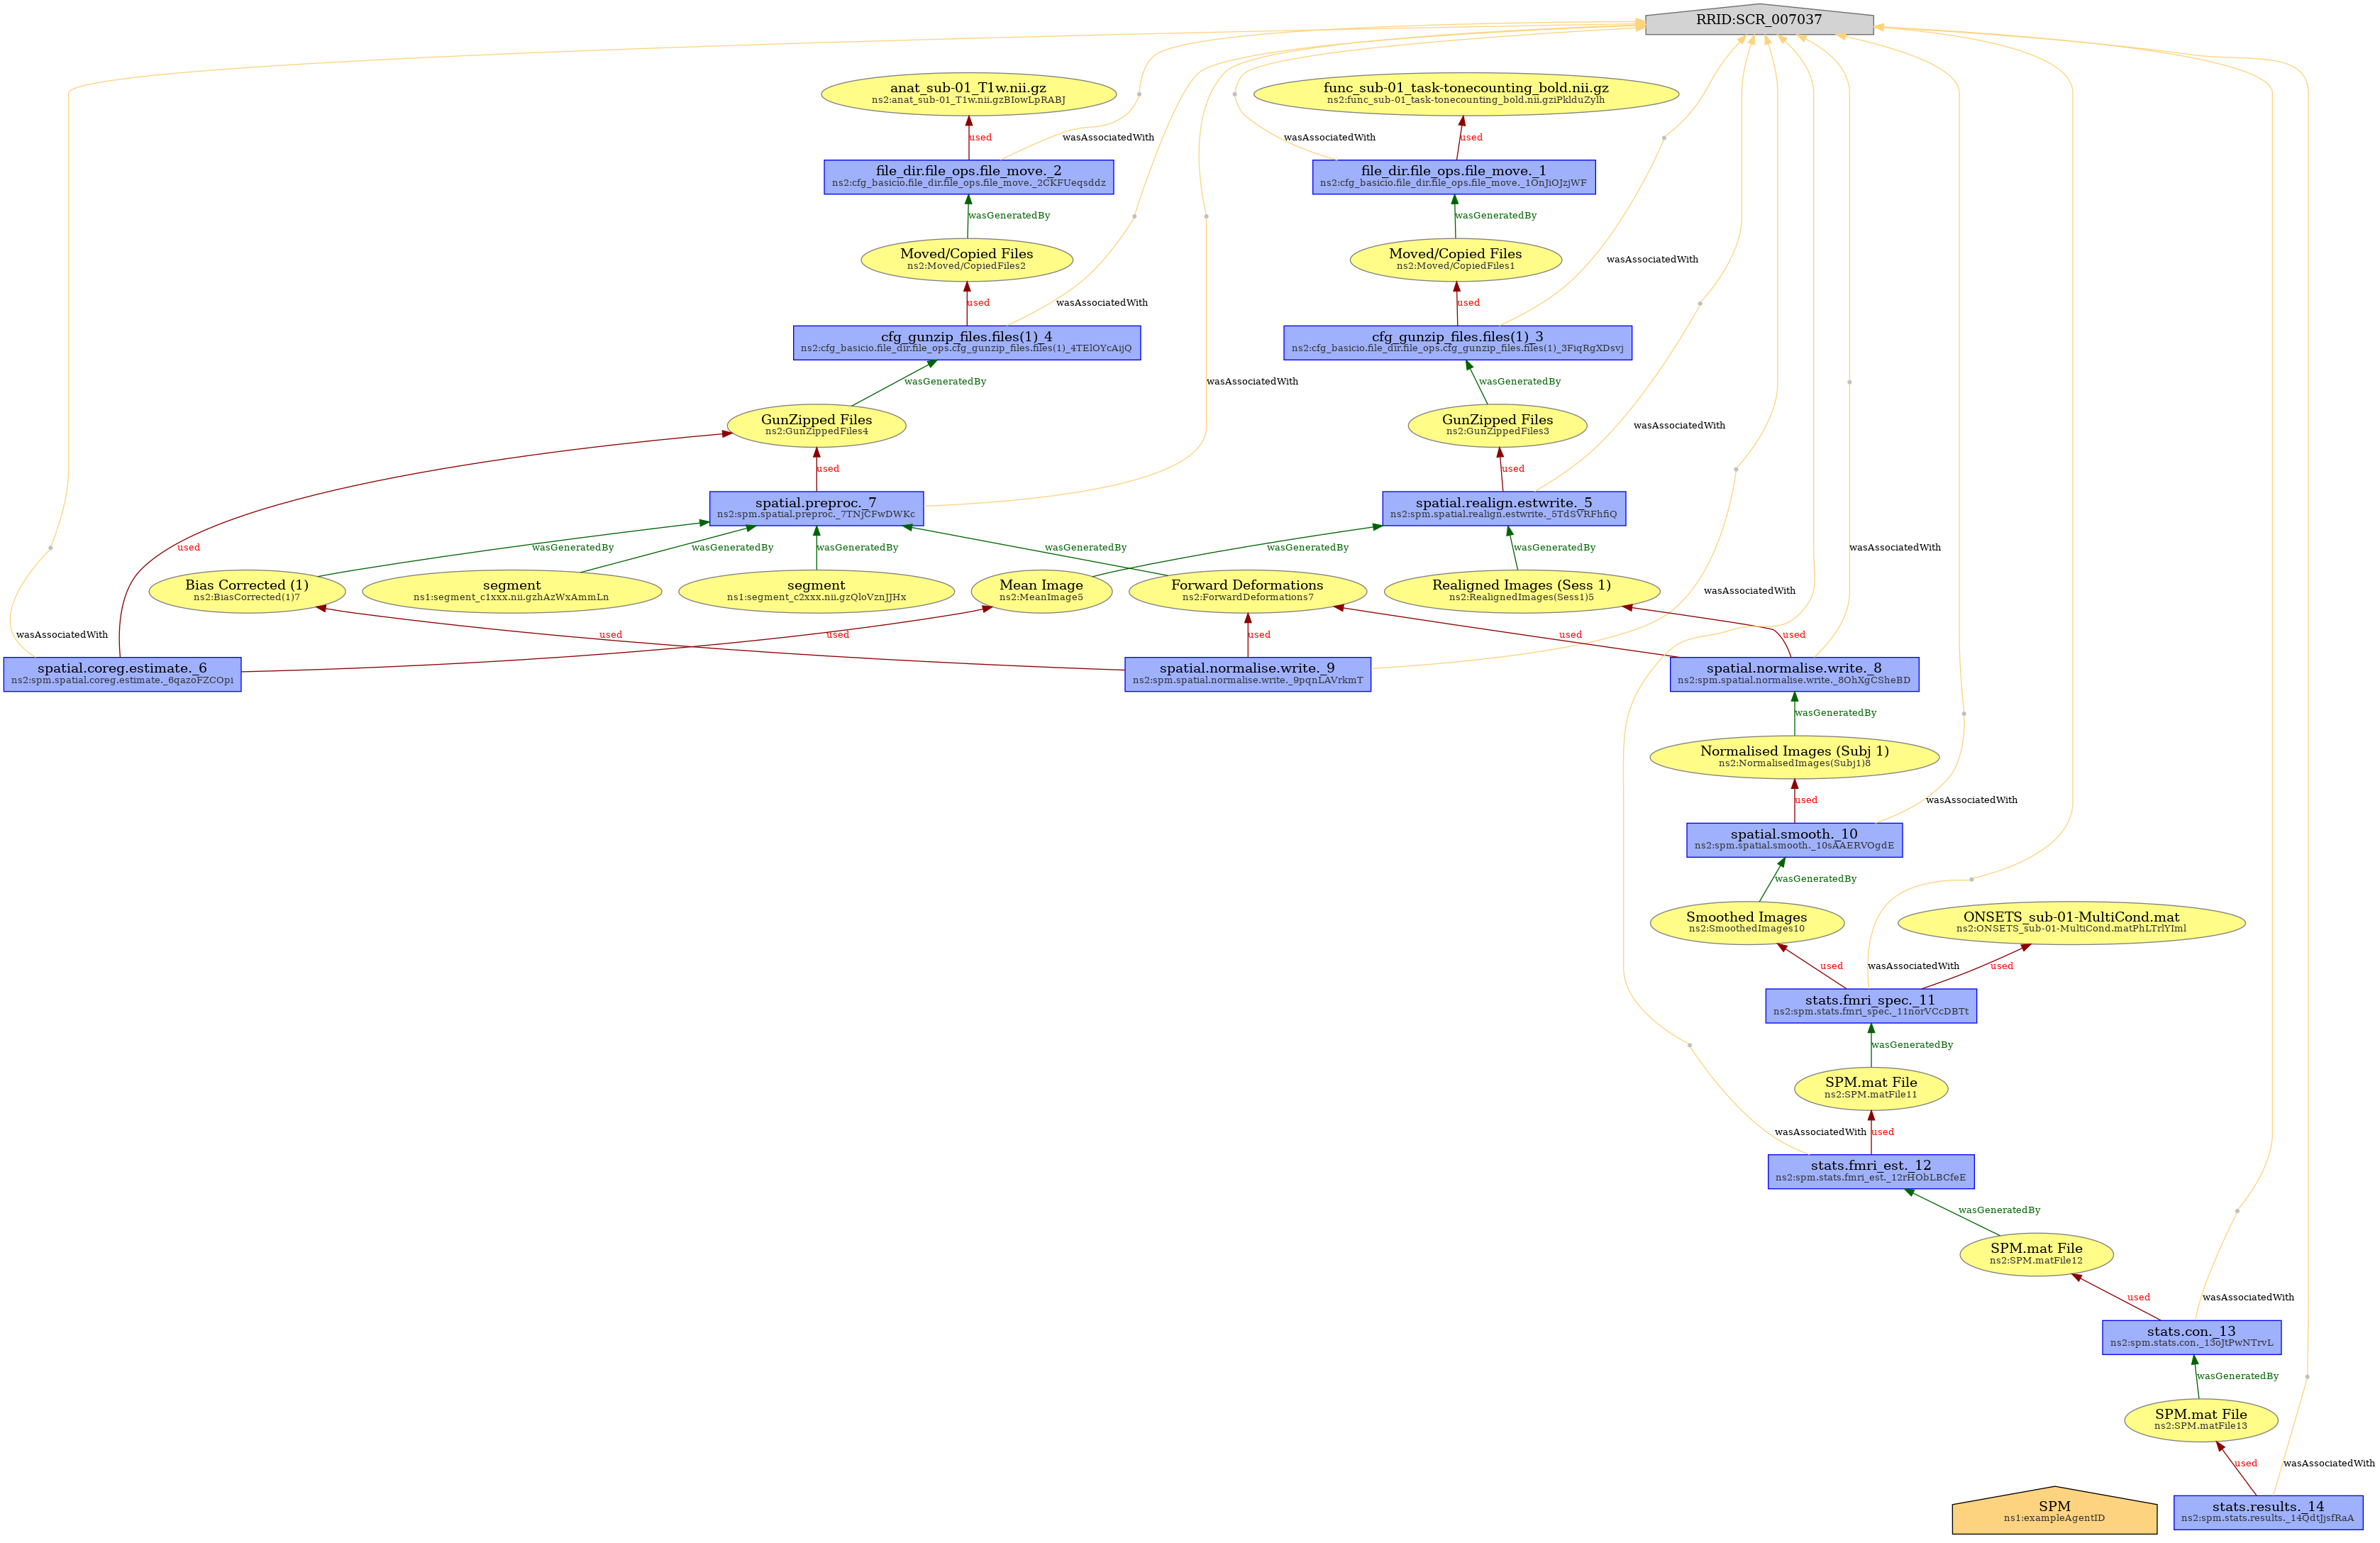 RRID:SCR_007037
anat_sub-01_T1w.nii.gz
ns2:anat_sub-01_T1w.nii.gzBIowLpRABJ
func_sub-01_task-tonecounting_bold.nii.gz
ns2:func_sub-01_task-tonecounting_bold.nii.gziPklduZylh
used
wasAssociatedWith
wasAssociatedWith
used
file_dir.file_ops.file_move._2
ns2:cfg_basicio.file_dir.file_ops.file_move._2CKFUeqsddz
file_dir.file_ops.file_move._1
ns2:cfg_basicio.file_dir.file_ops.file_move._1OnJiOJzjWF
wasGeneratedBy
wasGeneratedBy
Moved/Copied Files
ns2:Moved/CopiedFiles2
Moved/Copied Files
ns2:Moved/CopiedFiles1
wasAssociatedWith
used
wasAssociatedWith
used
cfg_gunzip_files.files(1)_4
ns2:cfg_basicio.file_dir.file_ops.cfg_gunzip_files.files(1)_4TElOYcAijQ
cfg_gunzip_files.files(1)_3
ns2:cfg_basicio.file_dir.file_ops.cfg_gunzip_files.files(1)_3FiqRgXDsvj
wasGeneratedBy
wasAssociatedWith
wasGeneratedBy
GunZipped Files
ns2:GunZippedFiles4
GunZipped Files
ns2:GunZippedFiles3
wasAssociatedWith
used
used
spatial.preproc._7
ns2:spm.spatial.preproc._7TNjCFwDWKc
spatial.realign.estwrite._5
ns2:spm.spatial.realign.estwrite._5TdSVRFhfiQ
used
wasGeneratedBy
wasGeneratedBy
wasGeneratedBy
wasGeneratedBy
wasGeneratedBy
wasGeneratedBy
wasAssociatedWith
Bias Corrected (1)
ns2:BiasCorrected(1)7
segment
ns1:segment_c1xxx.nii.gzhAzWxAmmLn
segment
ns1:segment_c2xxx.nii.gzQloVznJJHx
Mean Image
ns2:MeanImage5
Forward Deformations
ns2:ForwardDeformations7
Realigned Images (Sess 1)
ns2:RealignedImages(Sess1)5
wasAssociatedWith
wasAssociatedWith
used
used
used
used
used
spatial.coreg.estimate._6
ns2:spm.spatial.coreg.estimate._6qazoFZCOpi
spatial.normalise.write._9
ns2:spm.spatial.normalise.write._9pqnLAVrkmT
spatial.normalise.write._8
ns2:spm.spatial.normalise.write._8OhXgCSheBD
wasGeneratedBy
Normalised Images (Subj 1)
ns2:NormalisedImages(Subj1)8
used
wasAssociatedWith
spatial.smooth._10
ns2:spm.spatial.smooth._10sAAERVOgdE
wasGeneratedBy
Smoothed Images
ns2:SmoothedImages10
ONSETS_sub-01-MultiCond.mat
ns2:ONSETS_sub-01-MultiCond.matPhLTrlYIml
used
wasAssociatedWith
used
stats.fmri_spec._11
ns2:spm.stats.fmri_spec._11norVCcDBTt
wasGeneratedBy
SPM.mat File
ns2:SPM.matFile11
wasAssociatedWith
used
stats.fmri_est._12
ns2:spm.stats.fmri_est._12rHObLBCfeE
wasGeneratedBy
SPM.mat File
ns2:SPM.matFile12
used
wasAssociatedWith
stats.con._13
ns2:spm.stats.con._13oJtPwNTrvL
wasGeneratedBy
SPM.mat File
ns2:SPM.matFile13
used
wasAssociatedWith
SPM
ns1:exampleAgentID
stats.results._14
ns2:spm.stats.results._14QdtJjsfRaA